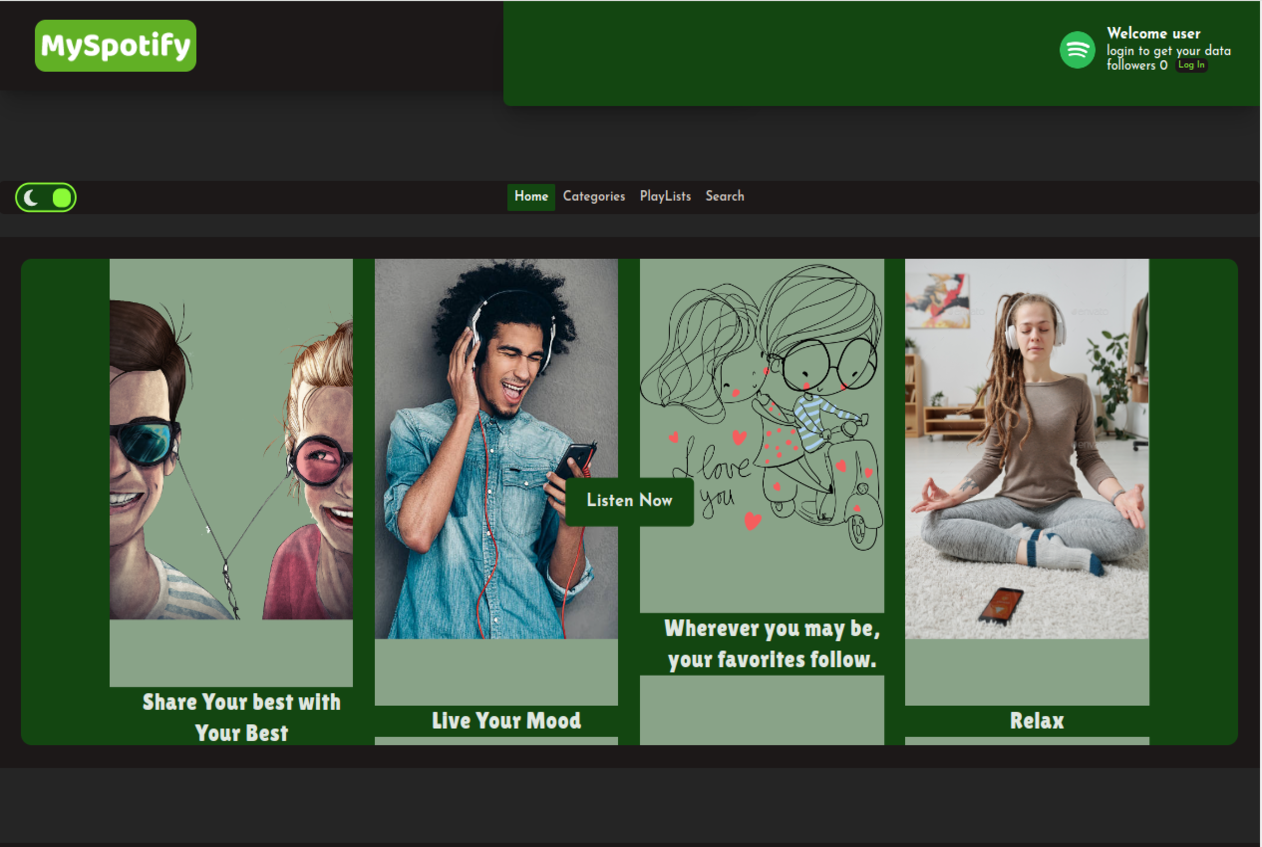 MySpotify
Welcome user
login to get your data
followers 0 Log In
Home Categories PlayLists Search
I love
you
Listen Now
Wherever you may be,
your favorites follow.
Share Your best with
Your Best
Live Your Mood
Relax